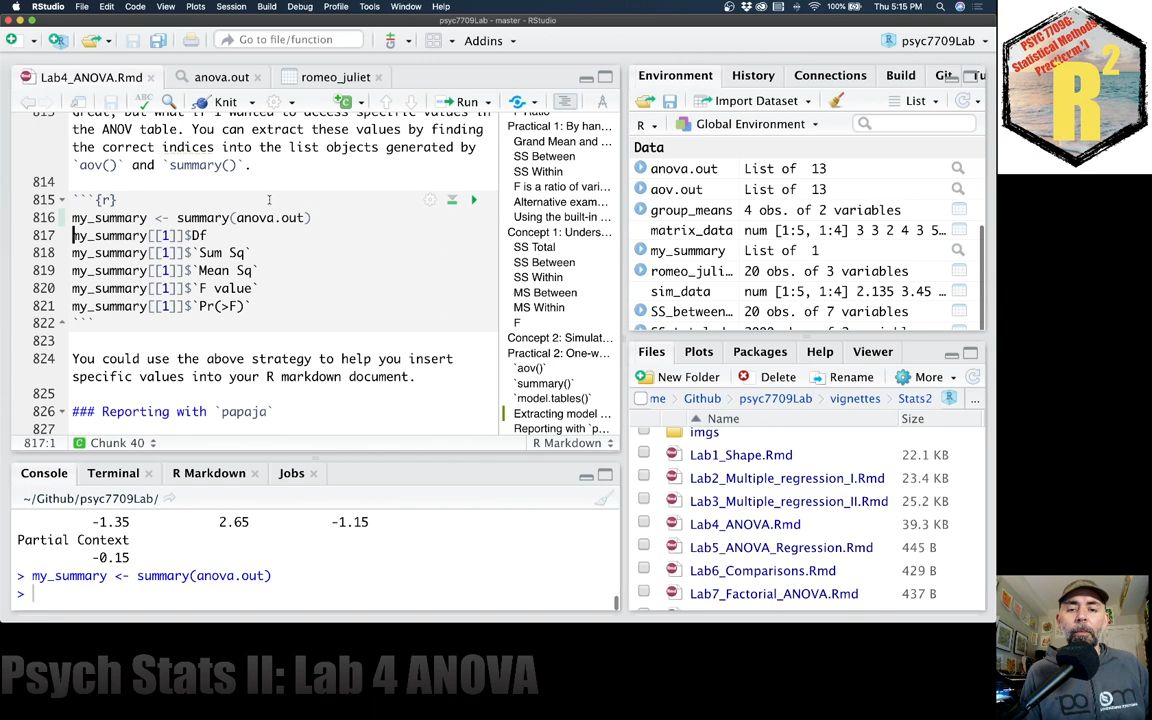 RStudio File Edit Code View Plots Session Build Debug Profile Tools Window Help 100% Thu 5:15 PM
psyc7709Lab - master - RStudio
Go to file/function Addins psyc7709Lab
Lab4_ANOVA.Rmd anova.out romeo_juliet
Knit Run
the ANOV table. You can extract these values by finding
the correct indices into the list objects generated by
`aov()` and `summary()`.
814
815 ```{r}
816 my_summary <- summary(anova.out)
817 my_summary[[1]]$Df
818 my_summary[[1]]$`Sum Sq`
819 my_summary[[1]]$`Mean Sq`
820 my_summary[[1]]$`F value`
821 my_summary[[1]]$`Pr(>F)`
822 ```
823
824 You could use the above strategy to help you insert
specific values into your R markdown document.
825
826 ### Reporting with `papaja`
827
817:1 Chunk 40 R Markdown
Practical 1: By han...
Grand Mean and ...
SS Between
SS Within
F is a ratio of vari...
Alternative exam...
Using the built-in ...
Concept 1: Unders...
SS Total
SS Between
SS Within
MS Between
MS Within
F
Concept 2: Simulat...
Practical 2: One-w...
`aov()`
`summary()`
`model.tables()`
Extracting model ...
Reporting with `p...
Console Terminal R Markdown Jobs
~/Github/psyc7709Lab/
-1.35 2.65 -1.15
Partial Context
-0.15
> my_summary <- summary(anova.out)
>
Environment History Connections Build Git Tu
Import Dataset List
R Global Environment
Data
anova.out List of 13
aov.out List of 13
group_means 4 obs. of 2 variables
matrix_data num [1:5, 1:4] 3 3 2 4 3 5...
my_summary List of 1
romeo_juli... 20 obs. of 3 variables
sim_data num [1:5, 1:4] 2.135 3.45 ...
SS_between... 20 obs. of 7 variables
Files Plots Packages Help Viewer
New Folder Delete Rename More
me Github psyc7709Lab vignettes Stats2 ...
Name Size
imgs
Lab1_Shape.Rmd 22.1 KB
Lab2_Multiple_regression_I.Rmd 23.4 KB
Lab3_Multiple_regression_II.Rmd 25.2 KB
Lab4_ANOVA.Rmd 39.3 KB
Lab5_ANOVA_Regression.Rmd 445 B
Lab6_Comparisons.Rmd 429 B
Lab7_Factorial_ANOVA.Rmd 437 B
PSYC 7709G:
Statistical Methods
R2
Psych Stats II: Lab 4 ANOVA